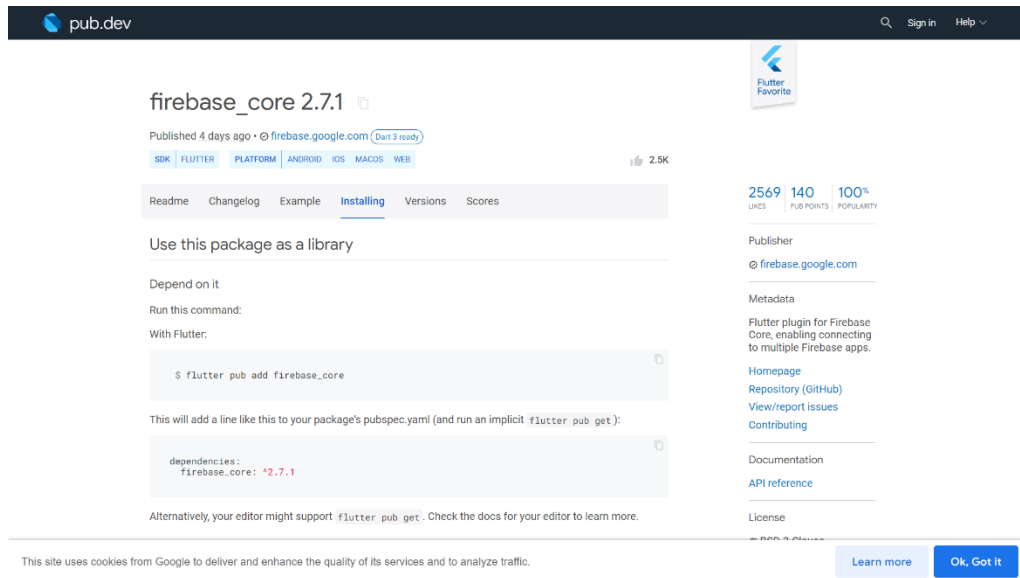 pub.dev
Sign in
Help
Flutter
Favorite
firebase_core 2.7.1
Published 4 days ago • firebase.google.com Dart 3 ready
SDK FLUTTER PLATFORM ANDROID IOS MACOS WEB
2.5K
Readme Changelog Example Installing Versions Scores
Use this package as a library
Depend on it
Run this command:
With Flutter:
$ flutter pub add firebase_core
This will add a line like this to your package's pubspec.yaml (and run an implicit flutter pub get):
dependencies:
firebase_core: ^2.7.1
Alternatively, your editor might support flutter pub get. Check the docs for your editor to learn more.
2569 140 100%
LIKES PUB POINTS POPULARITY
Publisher
firebase.google.com
Metadata
Flutter plugin for Firebase
Core, enabling connecting
to multiple Firebase apps.
Homepage
Repository (GitHub)
View/report issues
Contributing
Documentation
API reference
License
This site uses cookies from Google to deliver and enhance the quality of its services and to analyze traffic.
Learn more
Ok, Got it